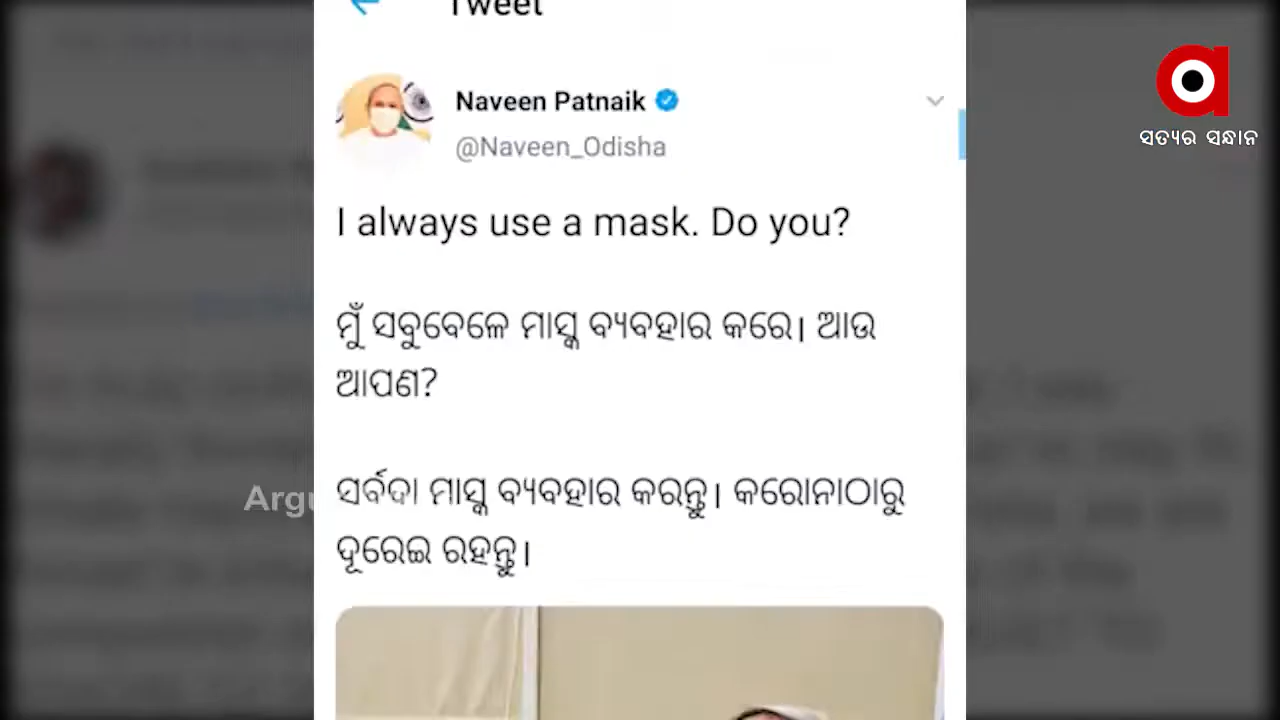 Tweet
Naveen Patnaik
@Naveen_Odisha
ସତ୍ୟର ସନ୍ଧାନ
I always use a mask. Do you?
ମୁଁ ସବୁବେଳେ ମାସ୍କ ବ୍ୟବହାର କରେ। ଆଉ
ଆପଣ?
ସର୍ବଦା ମାସ୍କ ବ୍ୟବହାର କରନ୍ତୁ। କରୋନାଠାରୁ
ଦୂରେଇ ରହନ୍ତୁ।